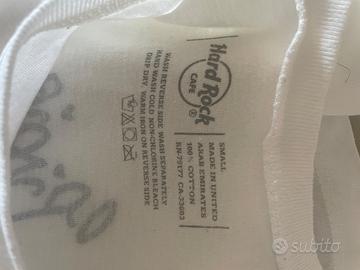 Hard Rock
CAFE
®
SMALL
MADE IN UNITED
ARAB EMIRATES
100% COTTON
RN-79177 CA-33603
WASH REVERSE SIDE WASH SEPARATELY
HAND WASH COLD NON-CHLORINE BLEACH
DRIP DRY. WARM IRON ON REVERSE SIDE
subito